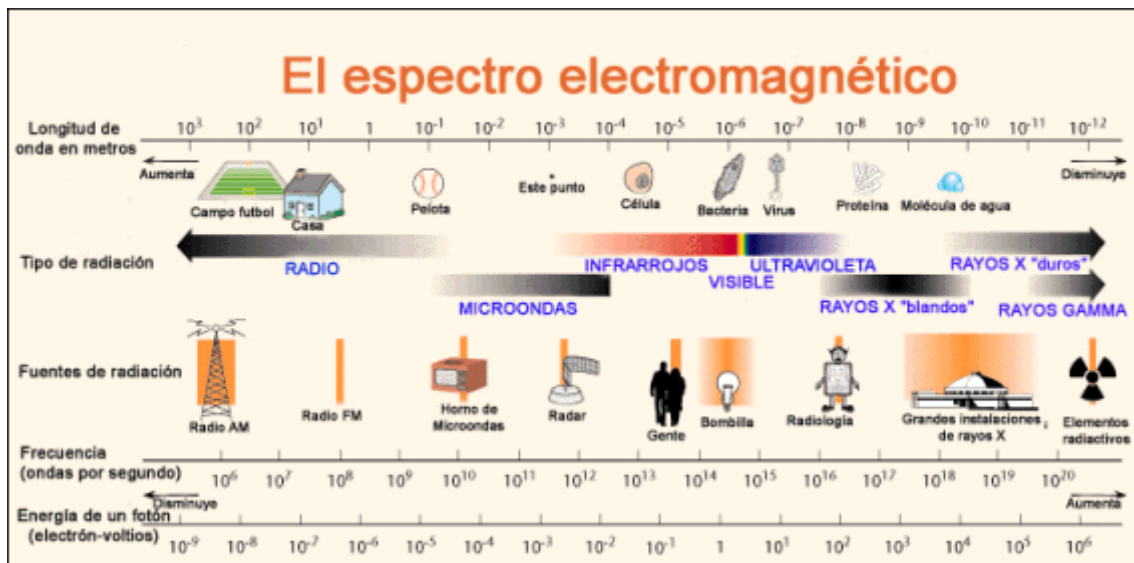 El espectro electromagnético
Longitud de onda en metros
10³ 10² 10¹ 1 10⁻¹ 10⁻² 10⁻³ 10⁻⁴ 10⁻⁵ 10⁻⁶ 10⁻⁷ 10⁻⁸ 10⁻⁹ 10⁻¹⁰ 10⁻¹¹ 10⁻¹²
Aumenta
Disminuye
Campo futbol
Casa
Pelota
Este punto
Célula
Bacteria
Virus
Proteína
Molécula de agua
Tipo de radiación
RADIO
INFRARROJOS
VISIBLE
ULTRAVIOLETA
RAYOS X "duros"
MICROONDAS
RAYOS X "blandos"
RAYOS GAMMA
Fuentes de radiación
Radio AM
Radio FM
Horno de
Microondas
Radar
Gente
Bombilla
Radiología
Grandes instalaciones
de rayos X
Elementos
radiactivos
Frecuencia
(ondas por segundo)
10⁶ 10⁷ 10⁸ 10⁹ 10¹⁰ 10¹¹ 10¹² 10¹³ 10¹⁴ 10¹⁵ 10¹⁶ 10¹⁷ 10¹⁸ 10¹⁹ 10²⁰
Disminuye
Aumenta
Energía de un fotón
(electrón-voltios)
10⁻⁹ 10⁻⁸ 10⁻⁷ 10⁻⁶ 10⁻⁵ 10⁻⁴ 10⁻³ 10⁻² 10⁻¹ 1 10¹ 10² 10³ 10⁴ 10⁵ 10⁶